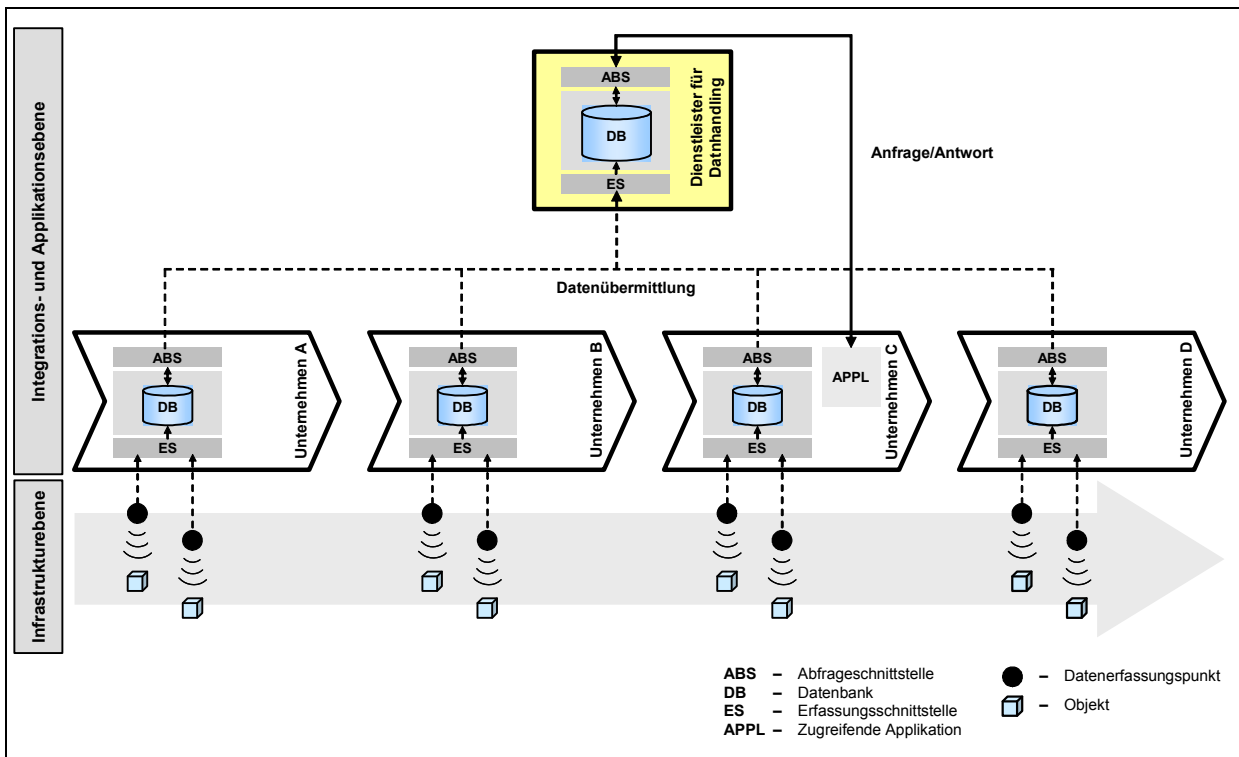 Integrations- und Applikationsebene
ABS
DB
ES
Dienstleister für
Datnhandling
Anfrage/Antwort
Datenübermittlung
ABS
DB
ES
Unternehmen A
ABS
DB
ES
Unternehmen B
ABS
DB
ES
APPL
Unternehmen C
ABS
DB
ES
Unternehmen D
Infrastrukturebene
ABS – Abfrageschnittstelle
DB – Datenbank
ES – Erfassungsschnittstelle
APPL – Zugreifende Applikation
– Datenerfassungspunkt
– Objekt